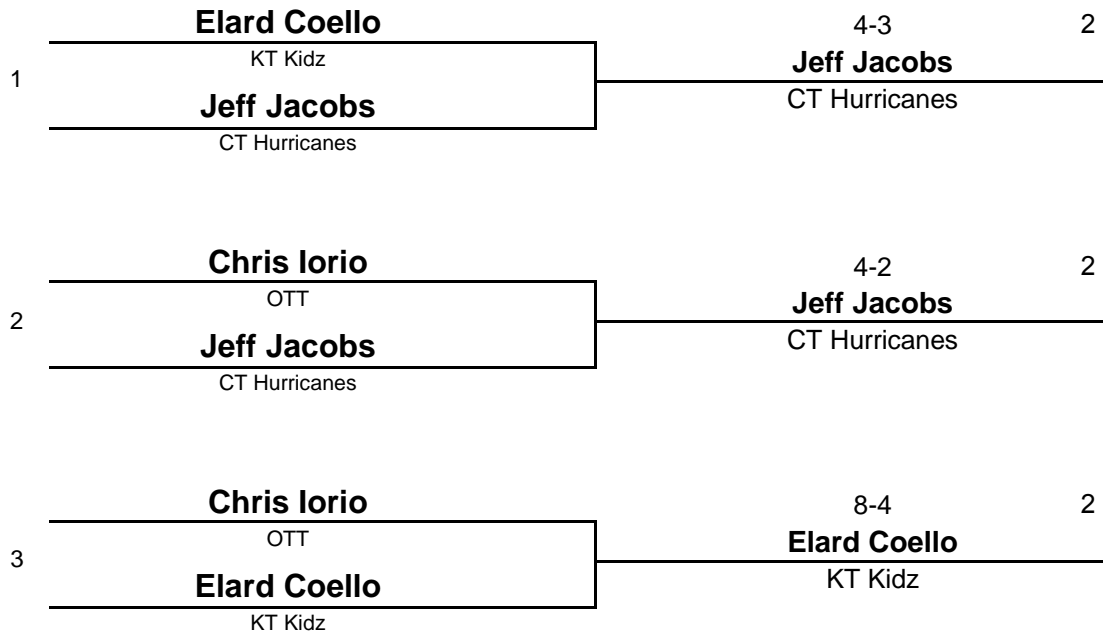 Elard Coello
4-3 2
KT Kidz
Jeff Jacobs
1
Jeff Jacobs
CT Hurricanes
CT Hurricanes
Chris Iorio
4-2 2
OTT
Jeff Jacobs
2
Jeff Jacobs
CT Hurricanes
CT Hurricanes
Chris Iorio
8-4 2
OTT
Elard Coello
3
Elard Coello
KT Kidz
KT Kidz